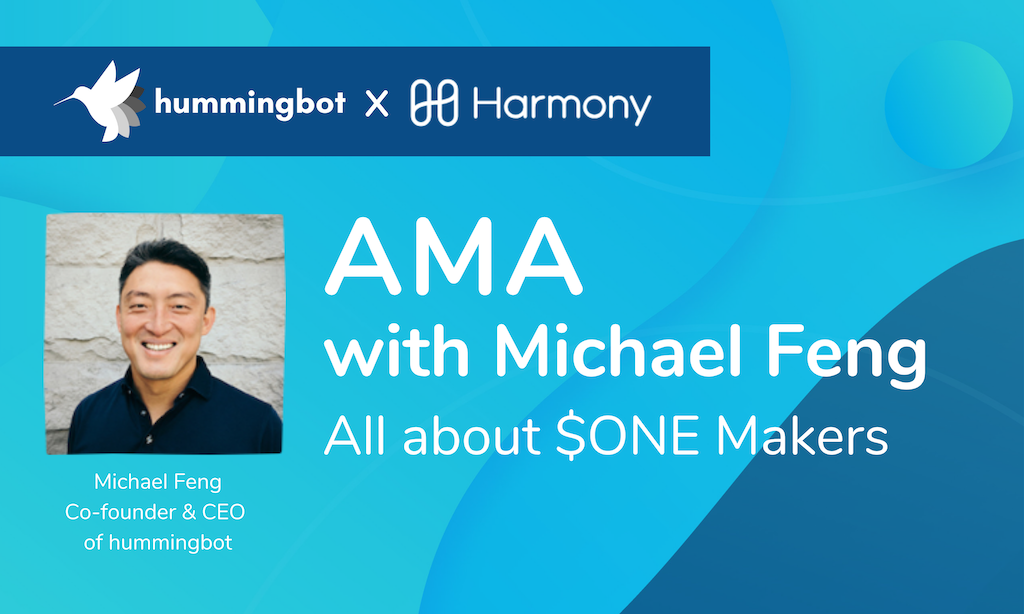 hummingbot X Harmony
AMA
with Michael Feng
All about $ONE Makers
Michael Feng
Co-founder & CEO
of hummingbot